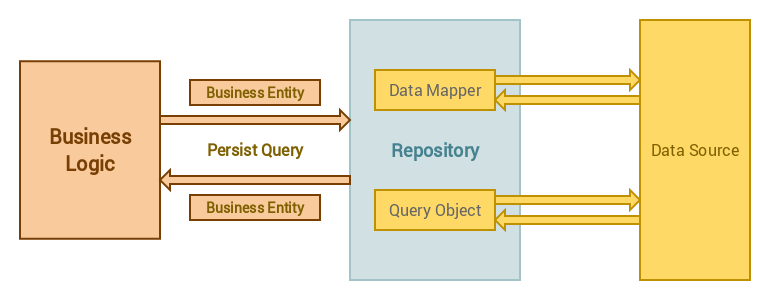 Business
Logic
Business Entity
Persist Query
Business Entity
Data Mapper
Repository
Query Object
Data Source